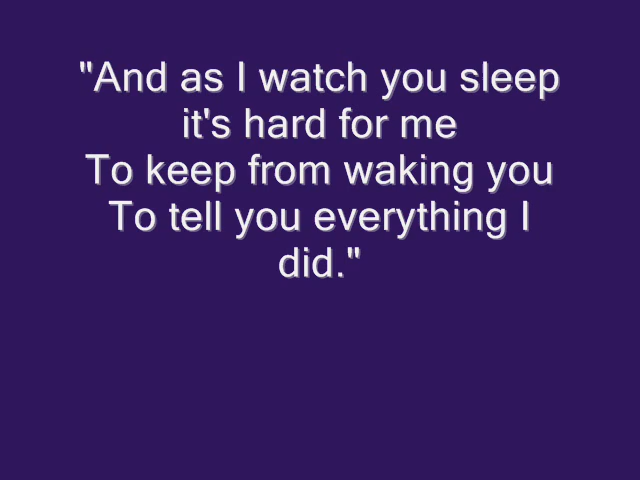 "And as I watch you sleep
it's hard for me
To keep from waking you
To tell you everything I
did."